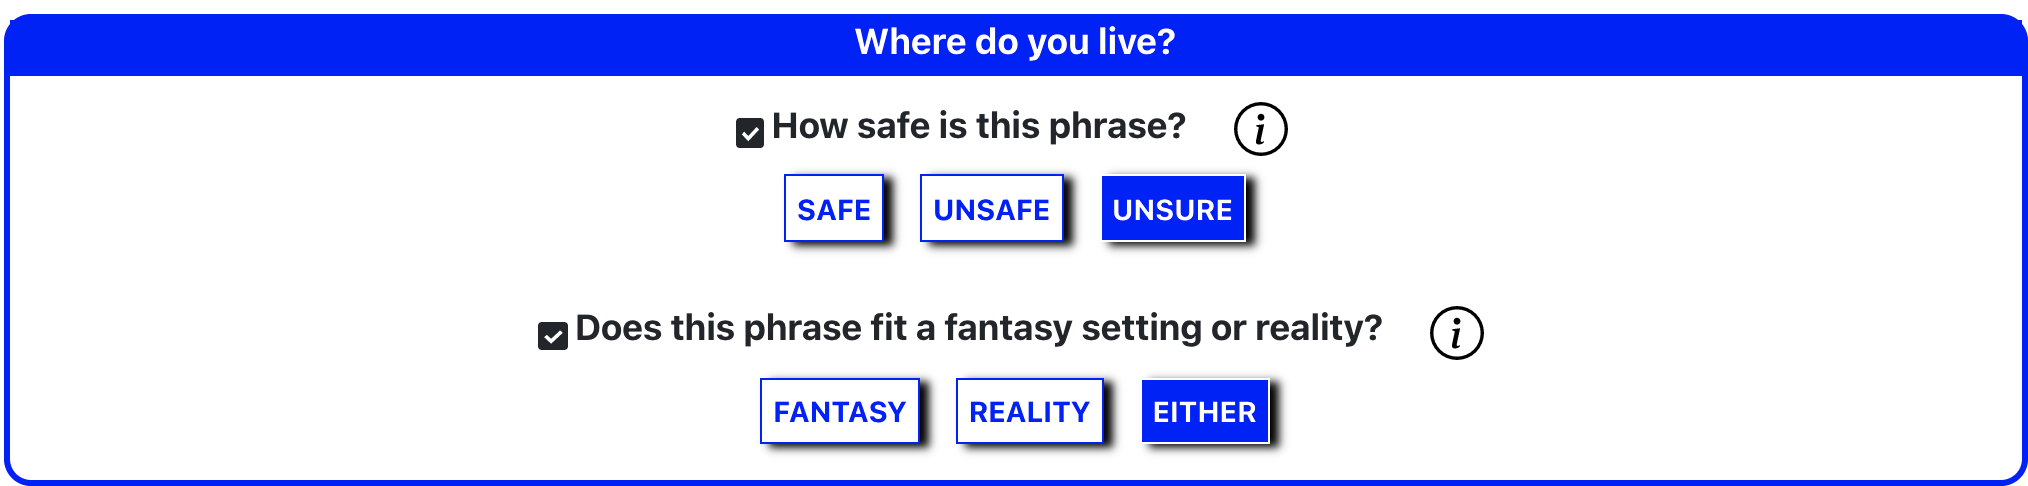 Where do you live?
How safe is this phrase? i
SAFE UNSAFE UNSURE
Does this phrase fit a fantasy setting or reality? i
FANTASY REALITY EITHER